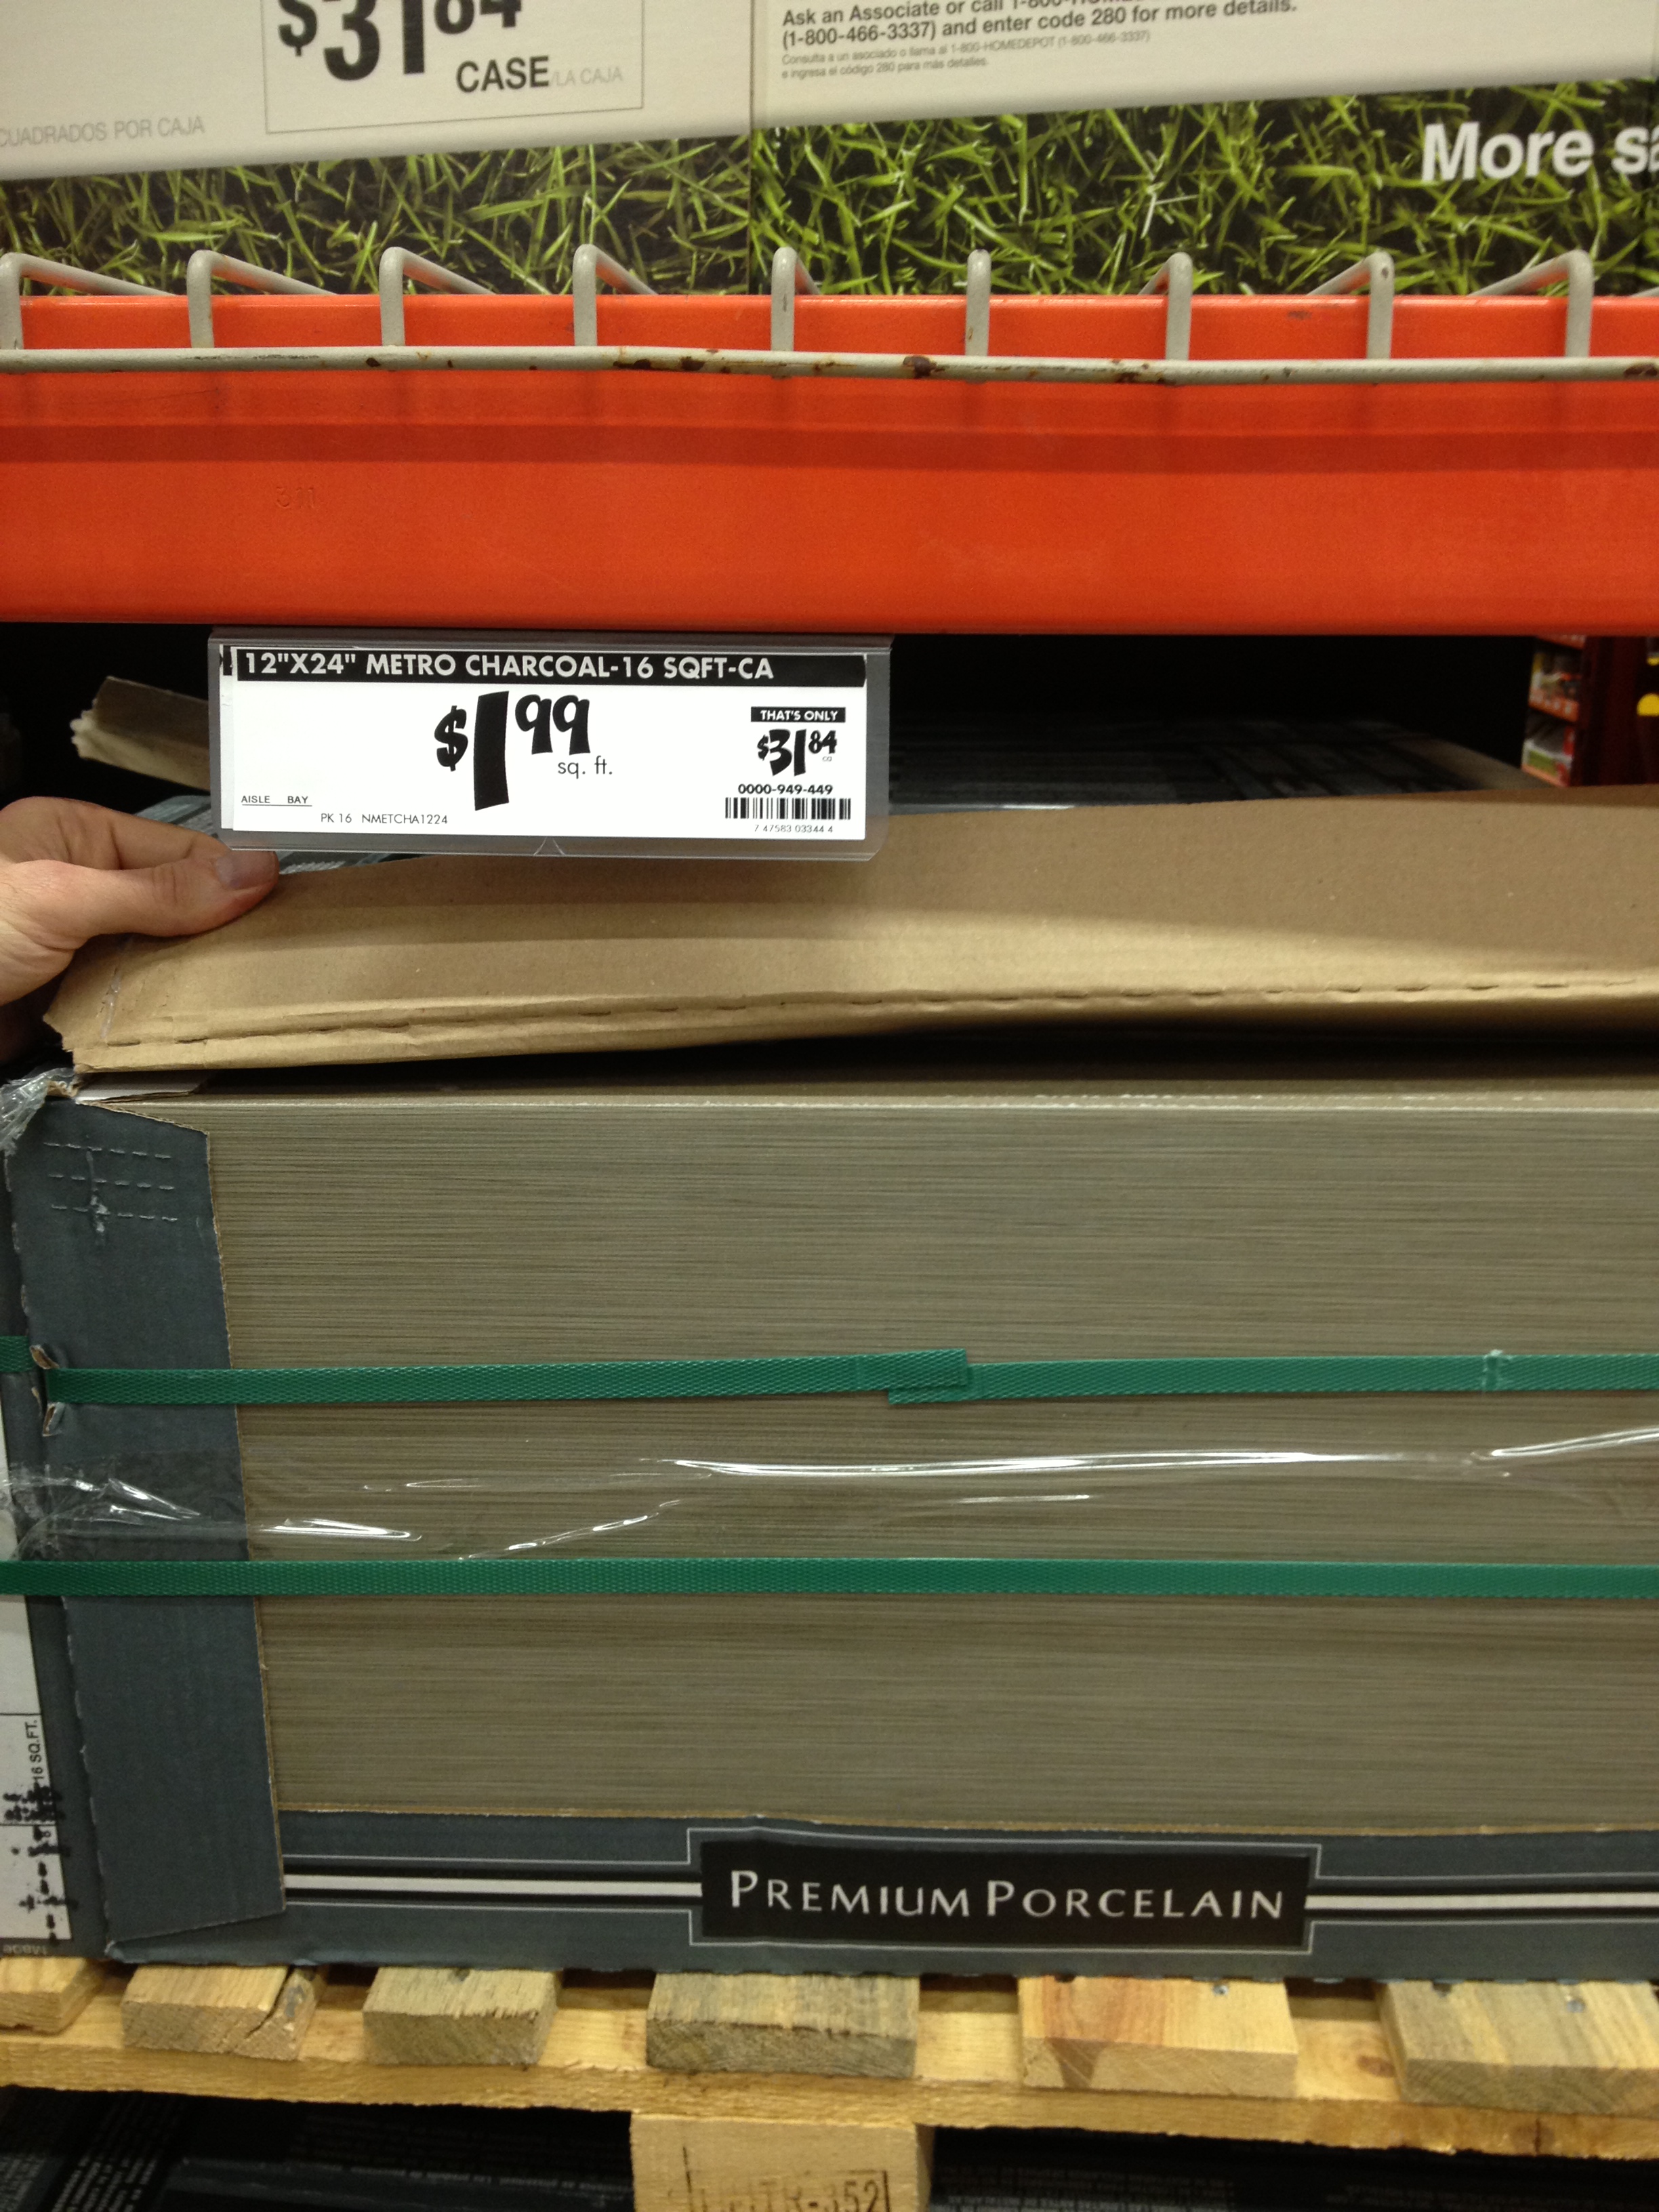 $31 84
CASE/LA CAJA
CUADRADOS POR CAJA
Ask an Associate or call 1-800-
(1-800-466-3337) and enter code 280 for more details.
Consulta a un asociado o llama al 1-800-HOMEDEPOT (1-800-466-3337)
e ingresa el código 280 para más detalles.
More
311
12"X24" METRO CHARCOAL-16 SQFT-CA
$1 99
sq. ft.
THAT'S ONLY
$31 84
ca
0000-949-449
7 47583 03344 4
AISLE BAY
PK 16 NMETCHA1224
16 SQ.FT.
PREMIUM PORCELAIN